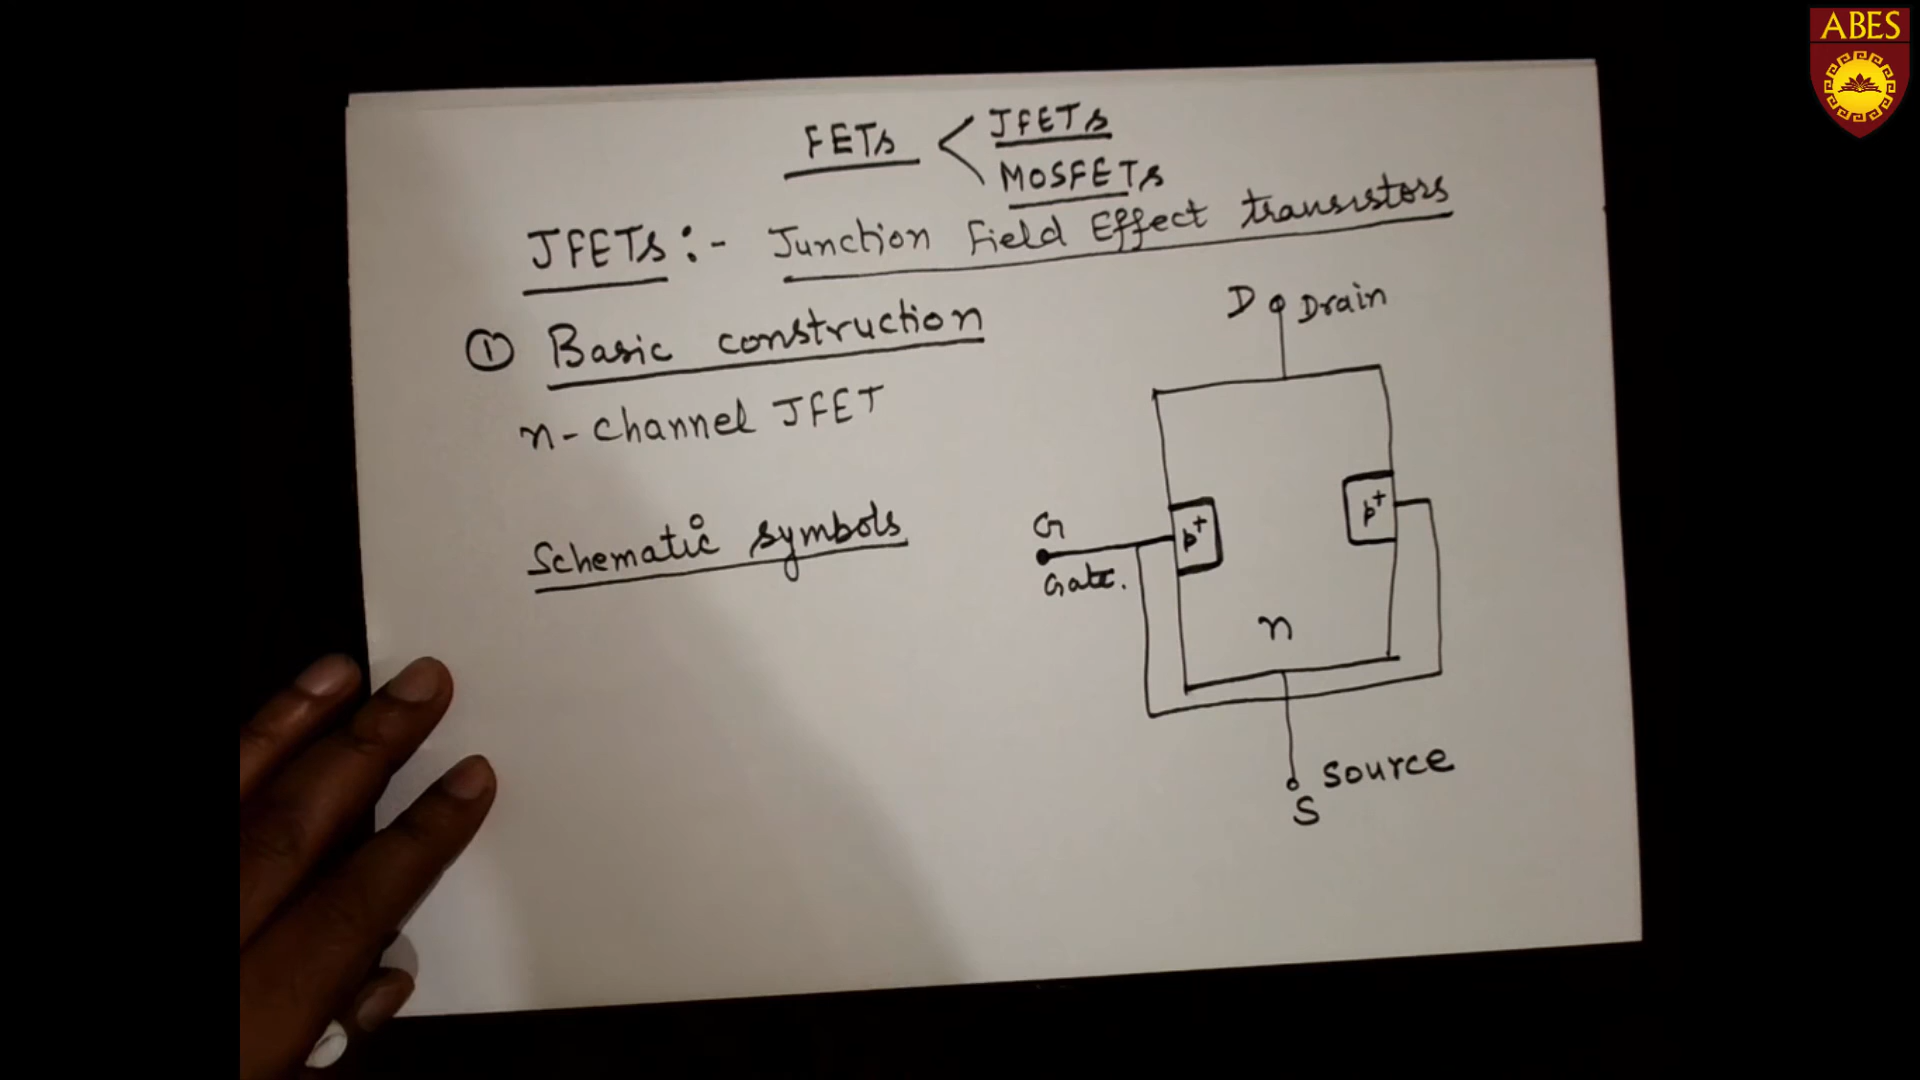 ABES
FETs < JFETs
MOSFETs
JFETs :- Junction Field Effect transistors
① Basic construction
n-channel JFET
Schematic symbols
D Drain
G
Gate.
p+
p+
n
Source
S